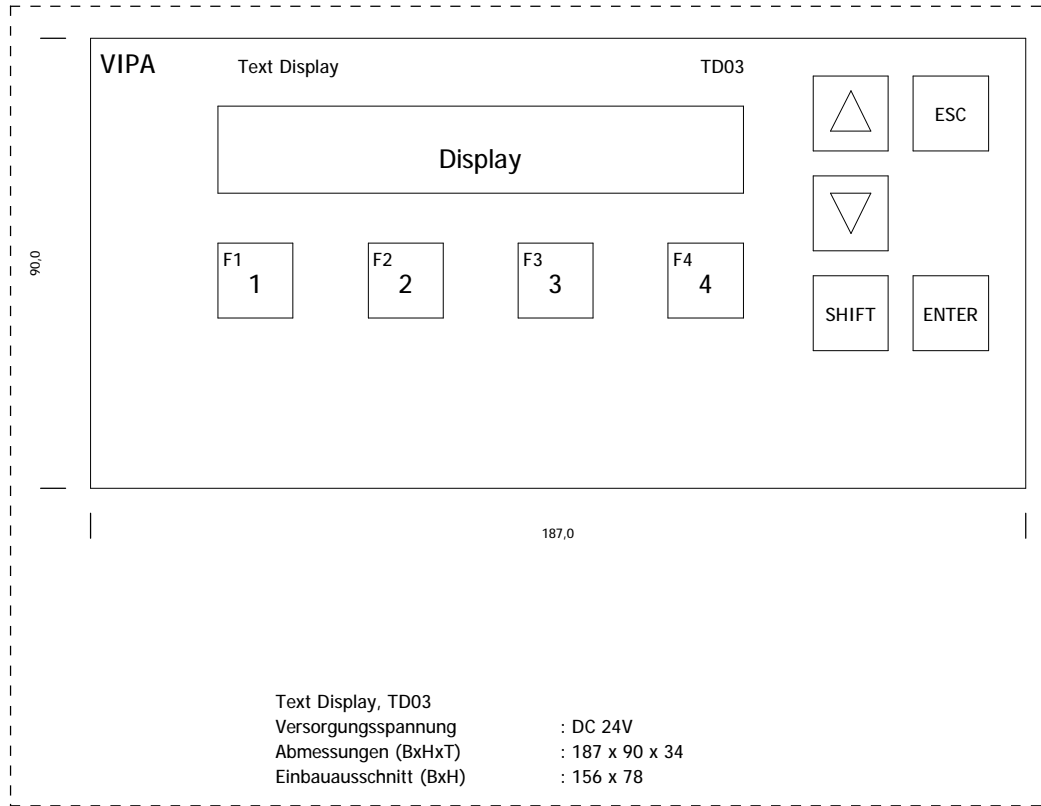 VIPA Text Display TD03
ESC
Display
90,0
F1 F2 F3 F4
1 2 3 4
SHIFT ENTER
187,0
Text Display, TD03
Versorgungsspannung : DC 24V
Abmessungen (BxHxT) : 187 x 90 x 34
Einbauausschnitt (BxH) : 156 x 78